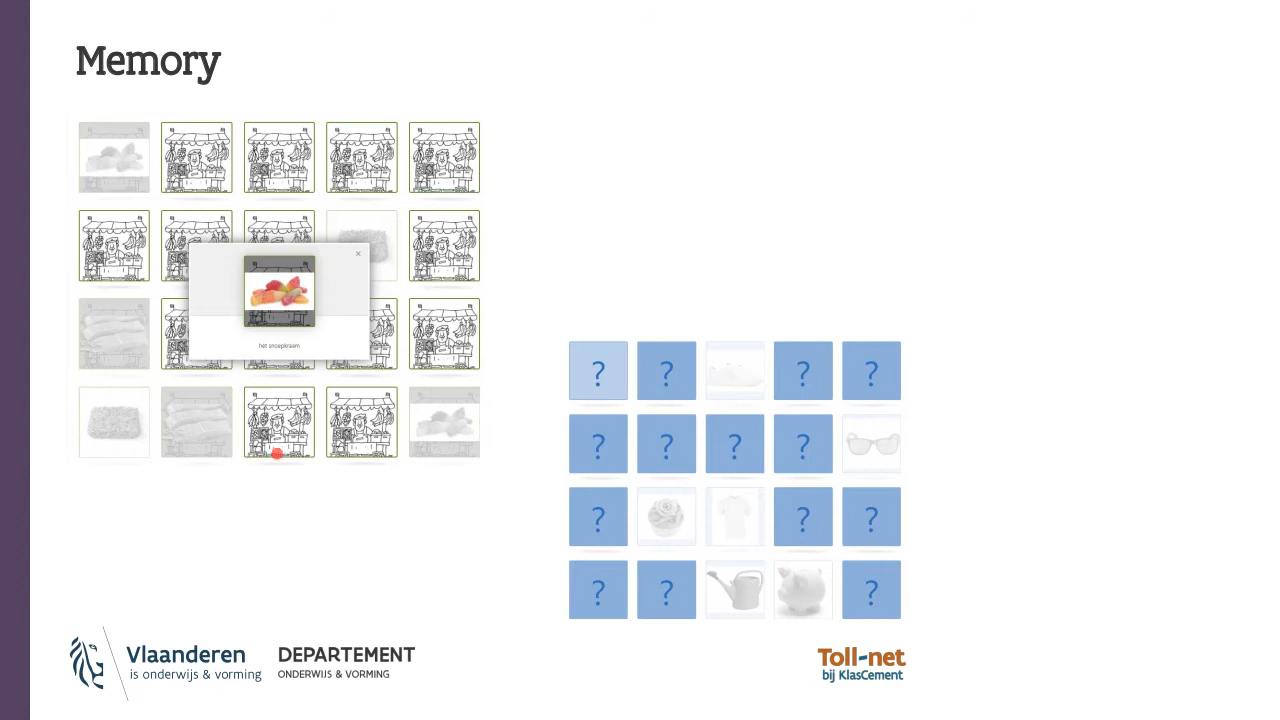 Memory
×
het snoepkraam
? ? ? ?
? ? ? ?
? ? ?
? ? ?
Vlaanderen
is onderwijs & vorming
DEPARTEMENT
ONDERWIJS & VORMING
Toll-net
bij KlasCement